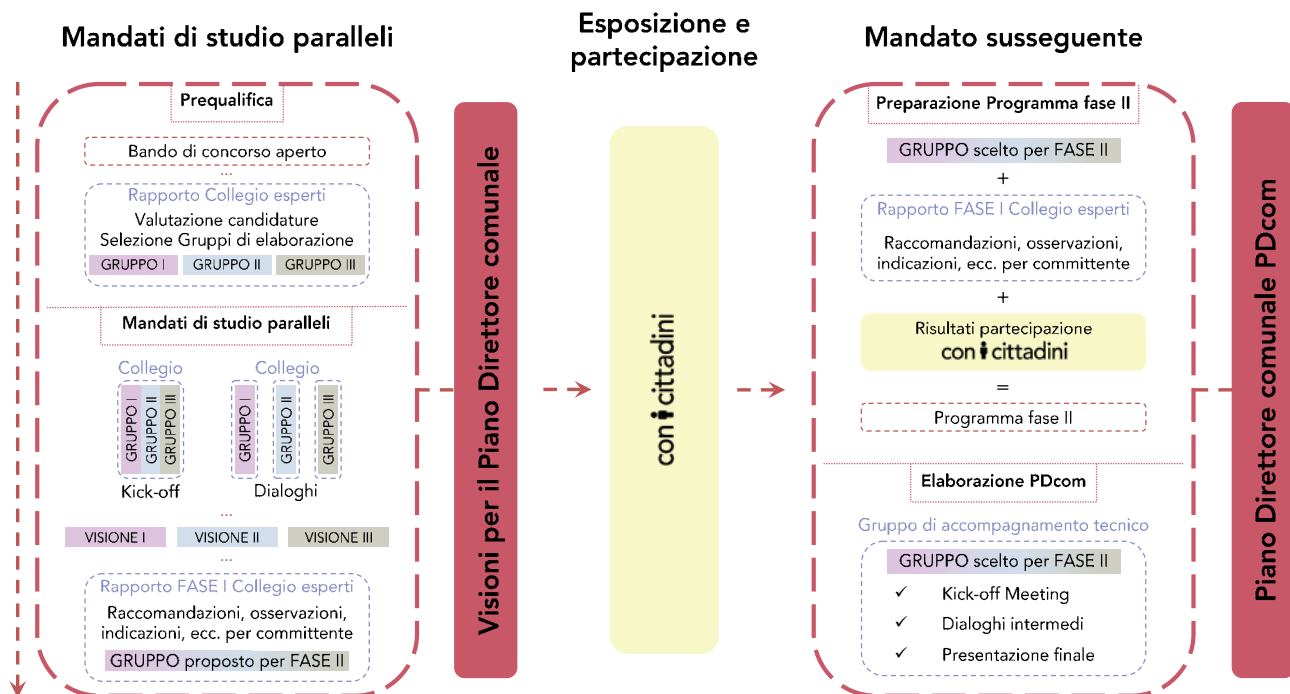 Mandati di studio paralleli
Prequalifica
Bando di concorso aperto
...
Rapporto Collegio esperti
Valutazione candidature
Selezione Gruppi di elaborazione
GRUPPO I GRUPPO II GRUPPO III
Mandati di studio paralleli
Collegio Collegio
GRUPPO I GRUPPO II GRUPPO III GRUPPO I GRUPPO II GRUPPO III
Kick-off Dialoghi
...
VISIONE I VISIONE II VISIONE III
...
Rapporto FASE I Collegio esperti
Raccomandazioni, osservazioni,
indicazioni, ecc. per committente
GRUPPO proposto per FASE II
Visioni per il Piano Direttore comunale
Esposizione e
partecipazione
con i cittadini
Mandato susseguente
Preparazione Programma fase II
GRUPPO scelto per FASE II
+
Rapporto FASE I Collegio esperti
Raccomandazioni, osservazioni,
indicazioni, ecc. per committente
+
Risultati partecipazione
con i cittadini
=
Programma fase II
Elaborazione PDcom
Gruppo di accompagnamento tecnico
GRUPPO scelto per FASE II
✓ Kick-off Meeting
✓ Dialoghi intermedi
✓ Presentazione finale
Piano Direttore comunale PDcom